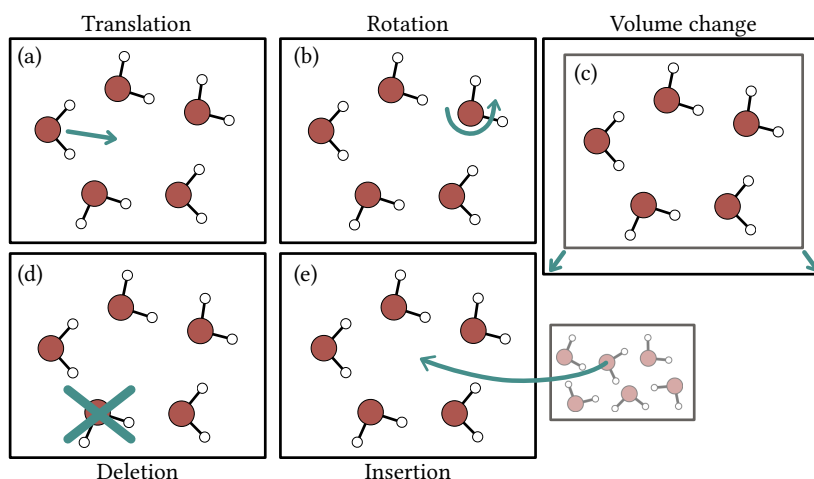 Translation
Rotation
Volume change
(a)
(b)
(c)
(d)
(e)
Deletion
Insertion